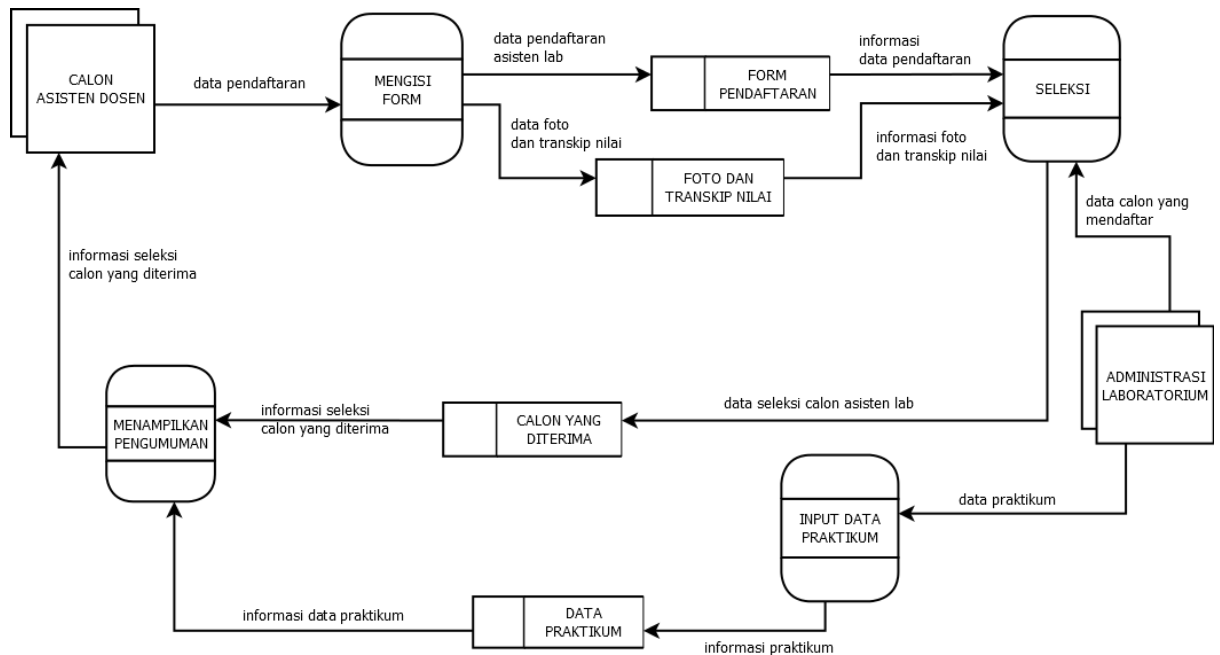 CALON
ASISTEN DOSEN
data pendaftaran
MENGISI
FORM
data pendaftaran
asisten lab
FORM
PENDAFTARAN
informasi
data pendaftaran
SELEKSI
data foto
dan transkip nilai
FOTO DAN
TRANSKIP NILAI
informasi foto
dan transkip nilai
data calon yang
mendaftar
informasi seleksi
calon yang diterima
ADMINISTRASI
LABORATORIUM
MENAMPILKAN
PENGUMUMAN
informasi seleksi
calon yang diterima
CALON YANG
DITERIMA
data seleksi calon asisten lab
data praktikum
INPUT DATA
PRAKTIKUM
informasi data praktikum
DATA
PRAKTIKUM
informasi praktikum